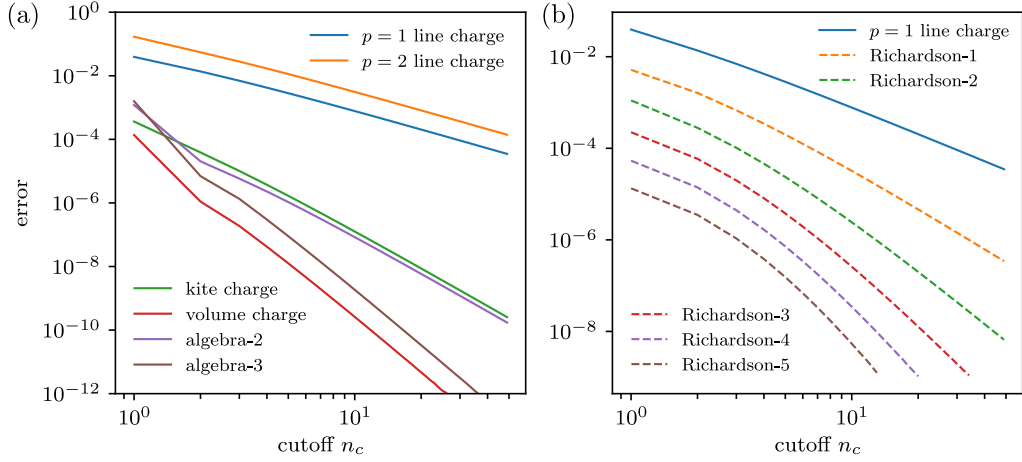 (a)
10^0
10^{-2}
10^{-4}
10^{-6}
10^{-8}
10^{-10}
10^{-12}
error
p = 1 line charge
p = 2 line charge
kite charge
volume charge
algebra-2
algebra-3
10^0
10^1
cutoff n_c
(b)
10^{-2}
10^{-4}
10^{-6}
10^{-8}
p = 1 line charge
Richardson-1
Richardson-2
Richardson-3
Richardson-4
Richardson-5
10^0
10^1
cutoff n_c